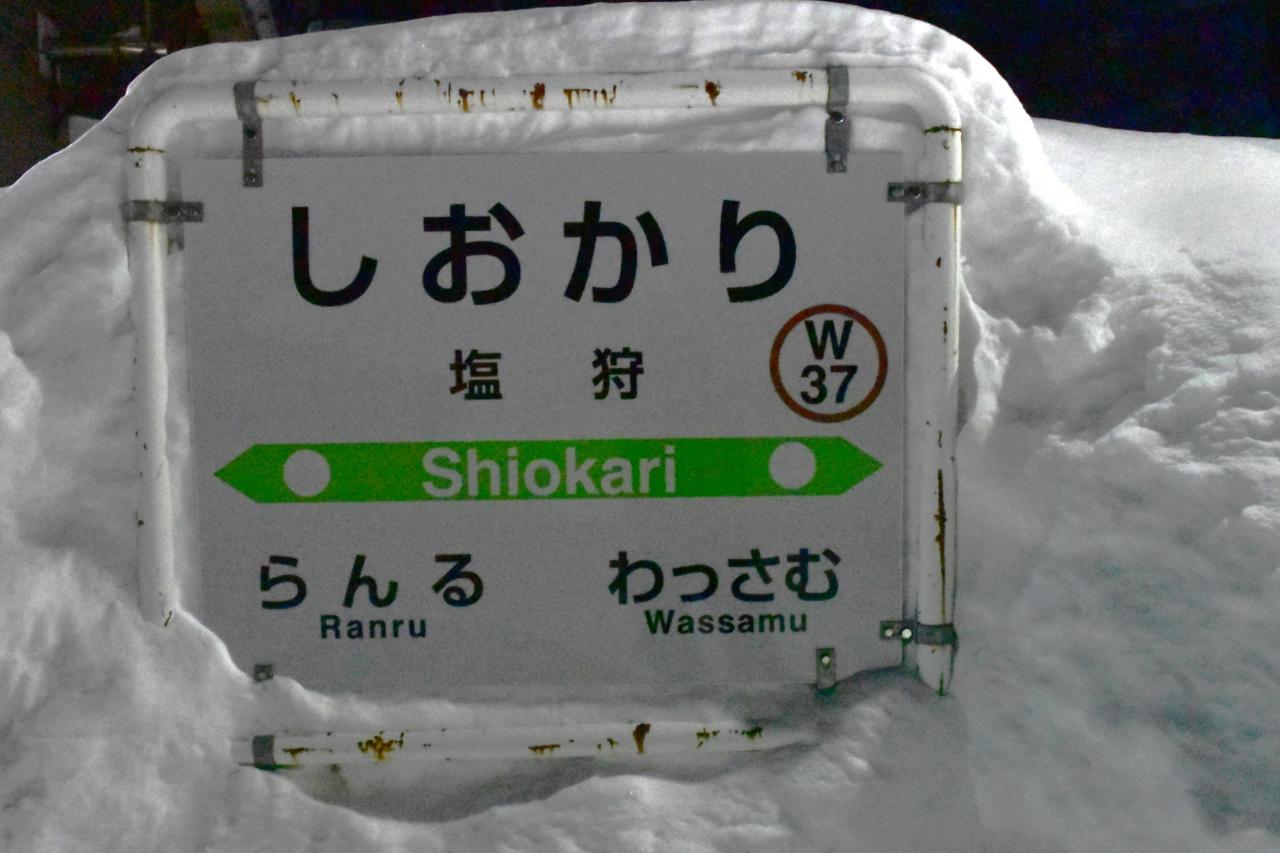 しおかり
塩狩
W
37
Shiokari
らんる わっさむ
Ranru Wassamu